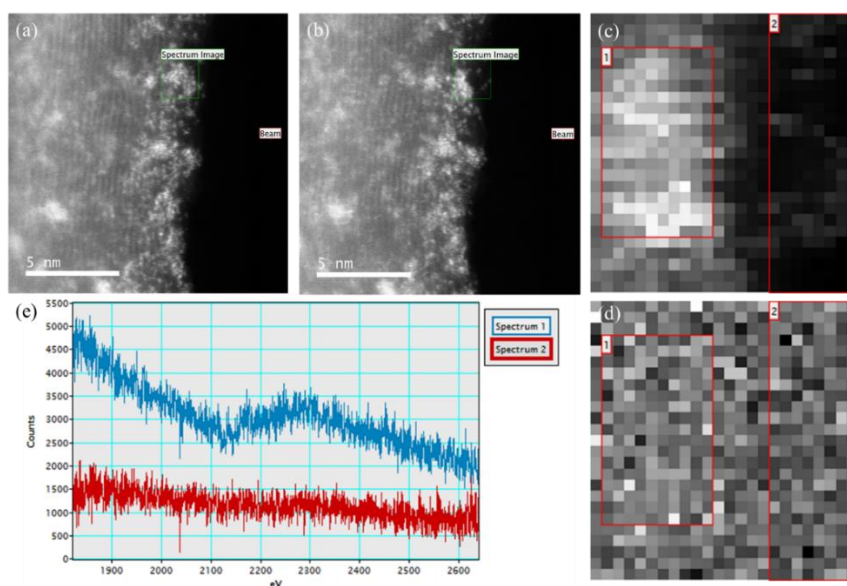 (a)
Spectrum Image
Beam
5 nm
(b)
Spectrum Image
Beam
5 nm
(c)
1
2
(d)
1
2
(e)
5500
5000
4500
4000
3500
3000
2500
2000
1500
1000
500
0
Counts
1900
2000
2100
2200
2300
2400
2500
2600
eV
Spectrum 1
Spectrum 2